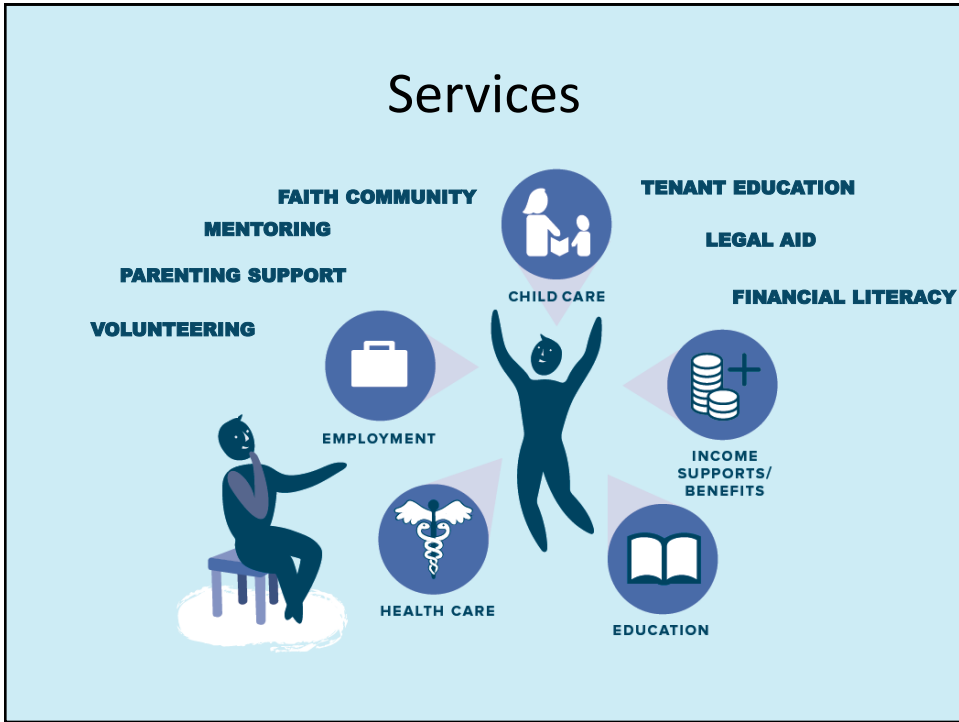 Services
FAITH COMMUNITY
MENTORING
PARENTING SUPPORT
VOLUNTEERING
TENANT EDUCATION
LEGAL AID
FINANCIAL LITERACY
CHILD CARE
EMPLOYMENT
INCOME
SUPPORTS/
BENEFITS
HEALTH CARE
EDUCATION